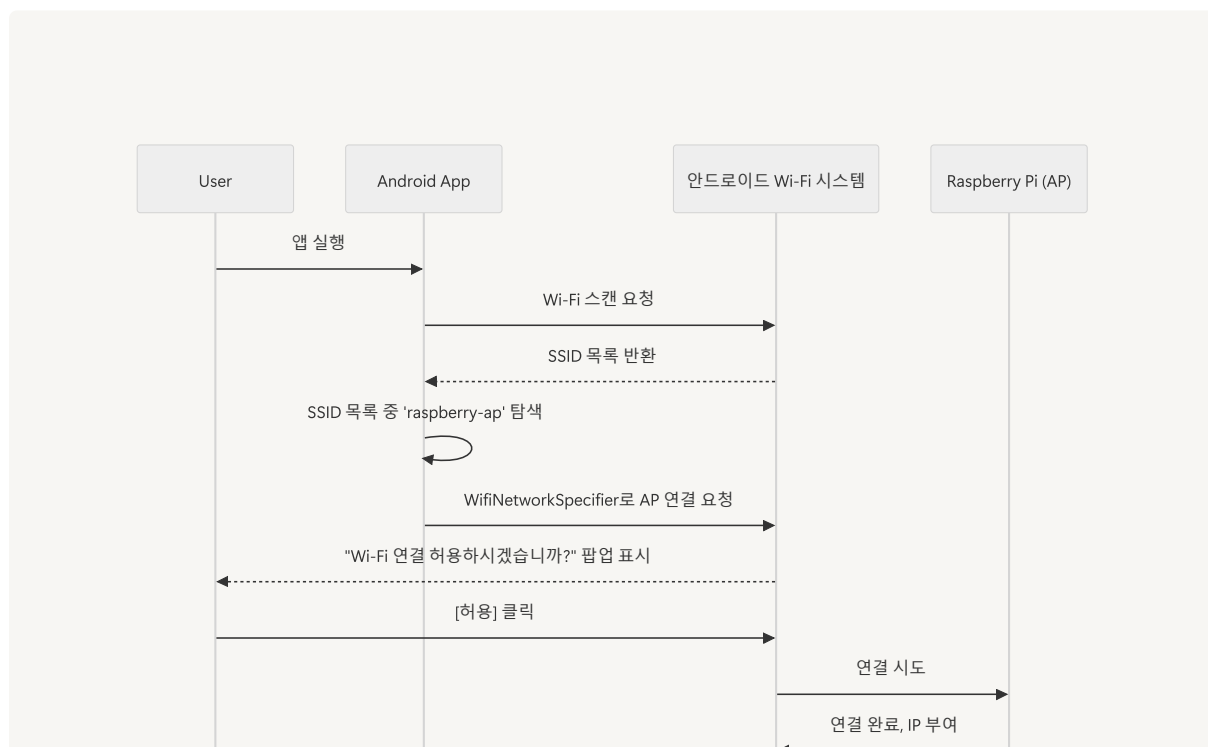 User
Android App
안드로이드 Wi-Fi 시스템
Raspberry Pi (AP)
앱 실행
Wi-Fi 스캔 요청
SSID 목록 반환
SSID 목록 중 'raspberry-ap' 탐색
WifiNetworkSpecifier로 AP 연결 요청
"Wi-Fi 연결 허용하시겠습니까?" 팝업 표시
[허용] 클릭
연결 시도
연결 완료, IP 부여